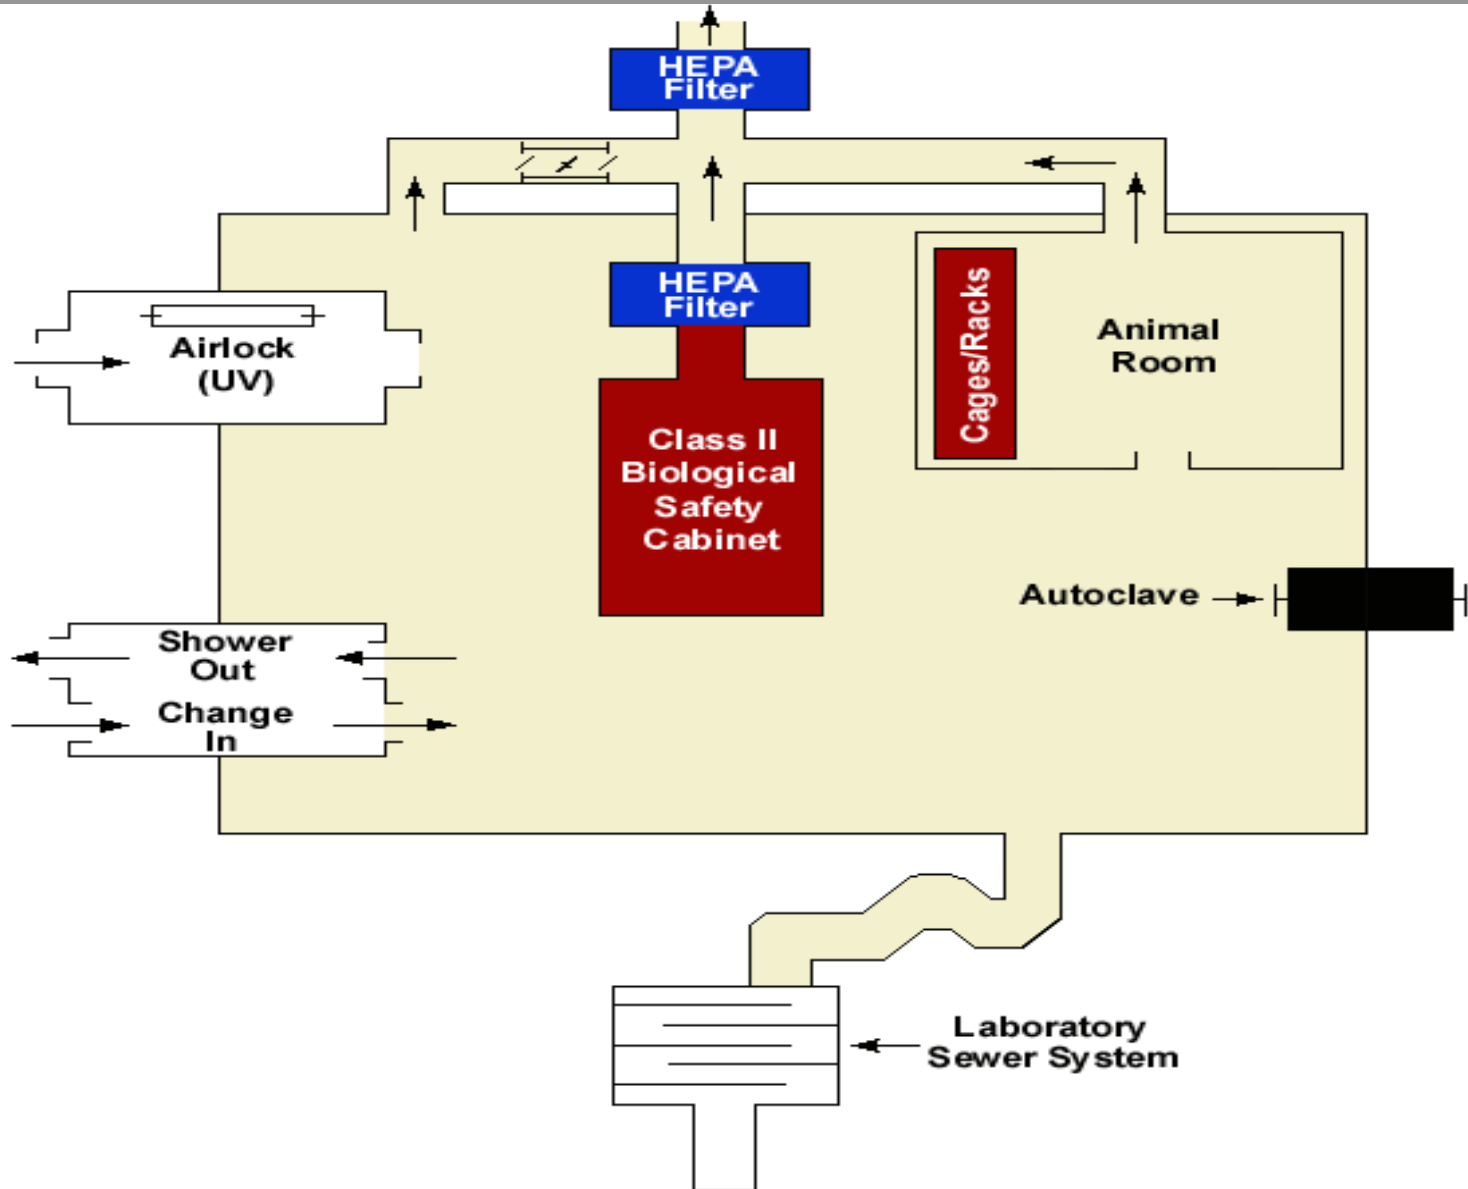 HEPA
Filter
HEPA
Filter
Airlock
(UV)
Cages/Racks
Animal
Room
Class II
Biological
Safety
Cabinet
Autoclave
Shower
Out
Change
In
Laboratory
Sewer System